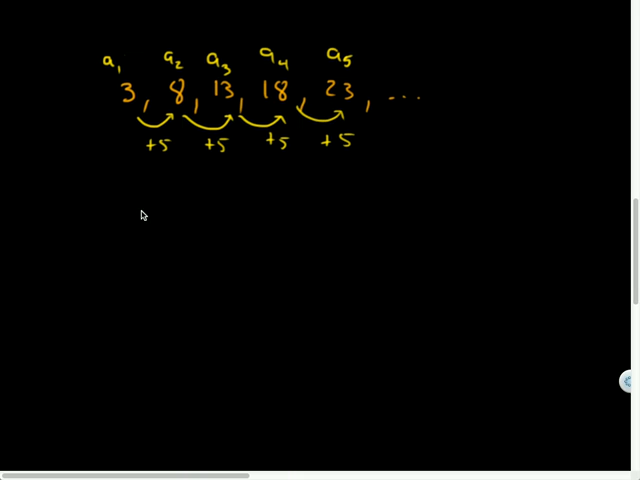 a₁ a₂ a₃ a₄ a₅
3, 8, 13, 18, 23, ...
+5 +5 +5 +5